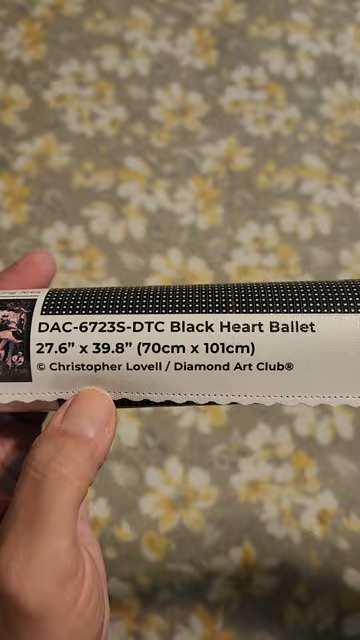 DAC-6723S-DTC Black Heart Ballet
27.6” x 39.8” (70cm x 101cm)
© Christopher Lovell / Diamond Art Club®